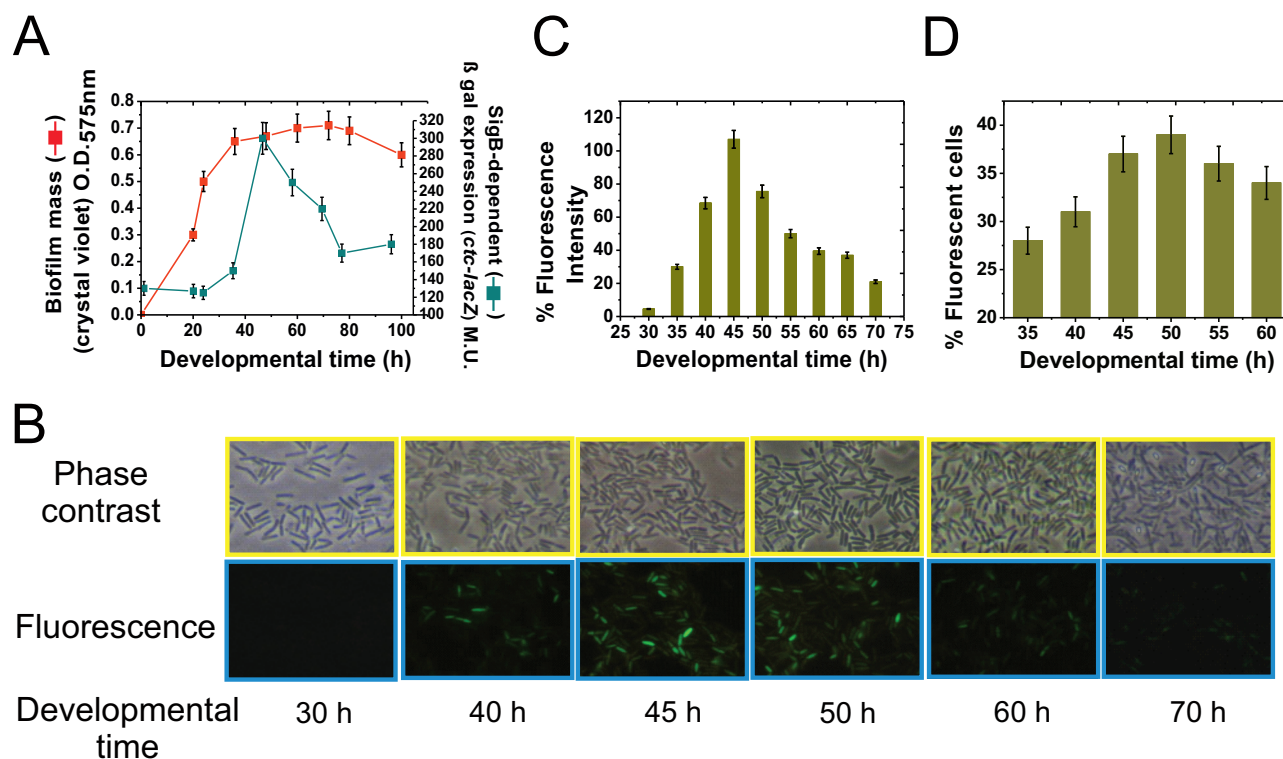 A
Biofilm mass ( )
(crystal violet) O.D.575nm
0.8
0.7
0.6
0.5
0.4
0.3
0.2
0.1
0.0
0 20 40 60 80 100
Developmental time (h)
320
300
280
260
240
220
200
180
160
140
120
100
SigB-dependent ( )
ß gal expression (ctc-lacZ) M.U.
C
% Fluorescence
Intensity
120
100
80
60
40
20
0
25 30 35 40 45 50 55 60 65 70 75
Developmental time (h)
D
% Fluorescent cells
40
35
30
25
20
35 40 45 50 55 60
Developmental time (h)
B
Phase
contrast
Fluorescence
Developmental
time
30 h 40 h 45 h 50 h 60 h 70 h